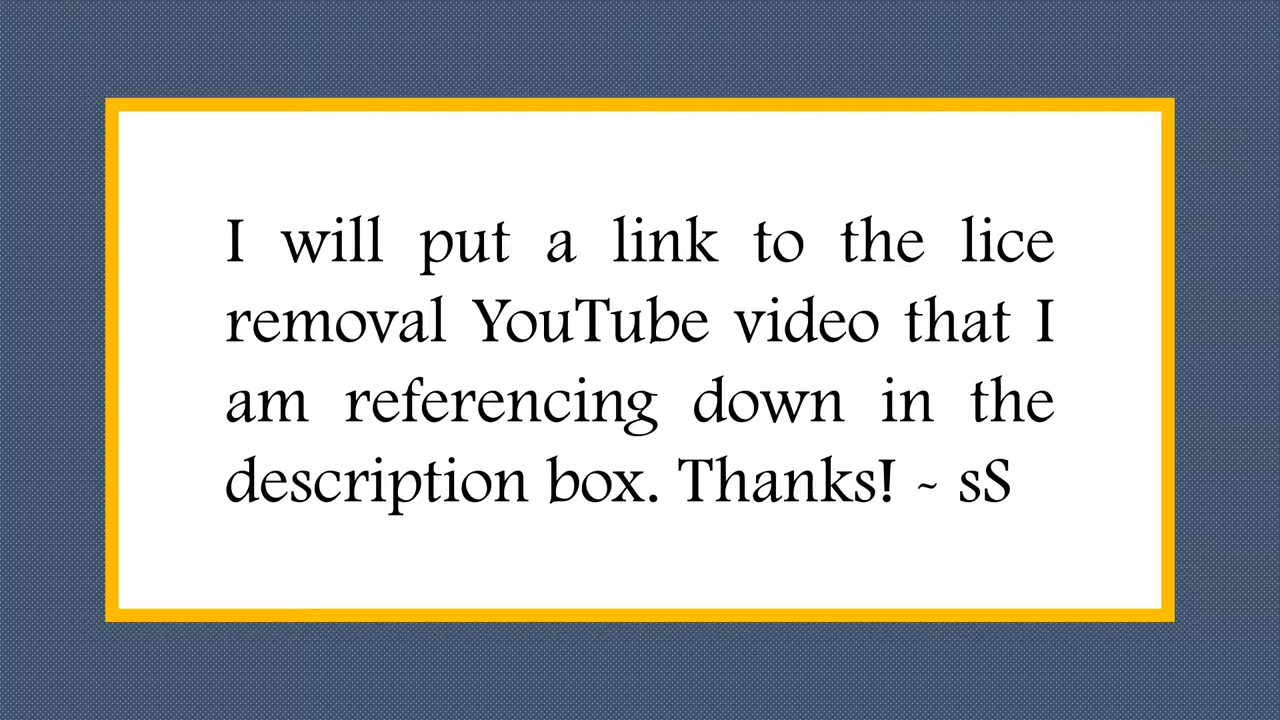 I will put a link to the lice
removal YouTube video that I
am referencing down in the
description box. Thanks! ~ sS